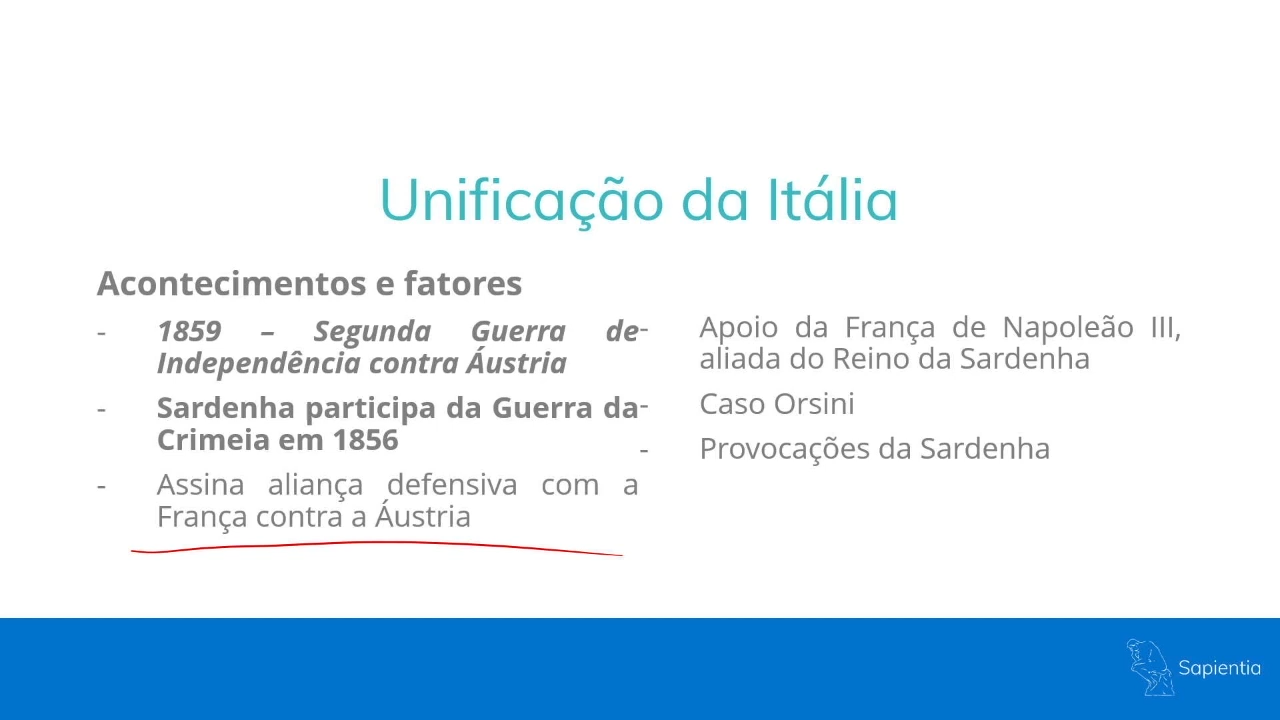 Unificação da Itália
Acontecimentos e fatores
- 1859 – Segunda Guerra de
Independência contra Áustria
- Sardenha participa da Guerra da
Crimeia em 1856
- Assina aliança defensiva com a
França contra a Áustria
- Apoio da França de Napoleão III,
aliada do Reino da Sardenha
- Caso Orsini
- Provocações da Sardenha
Sapientia